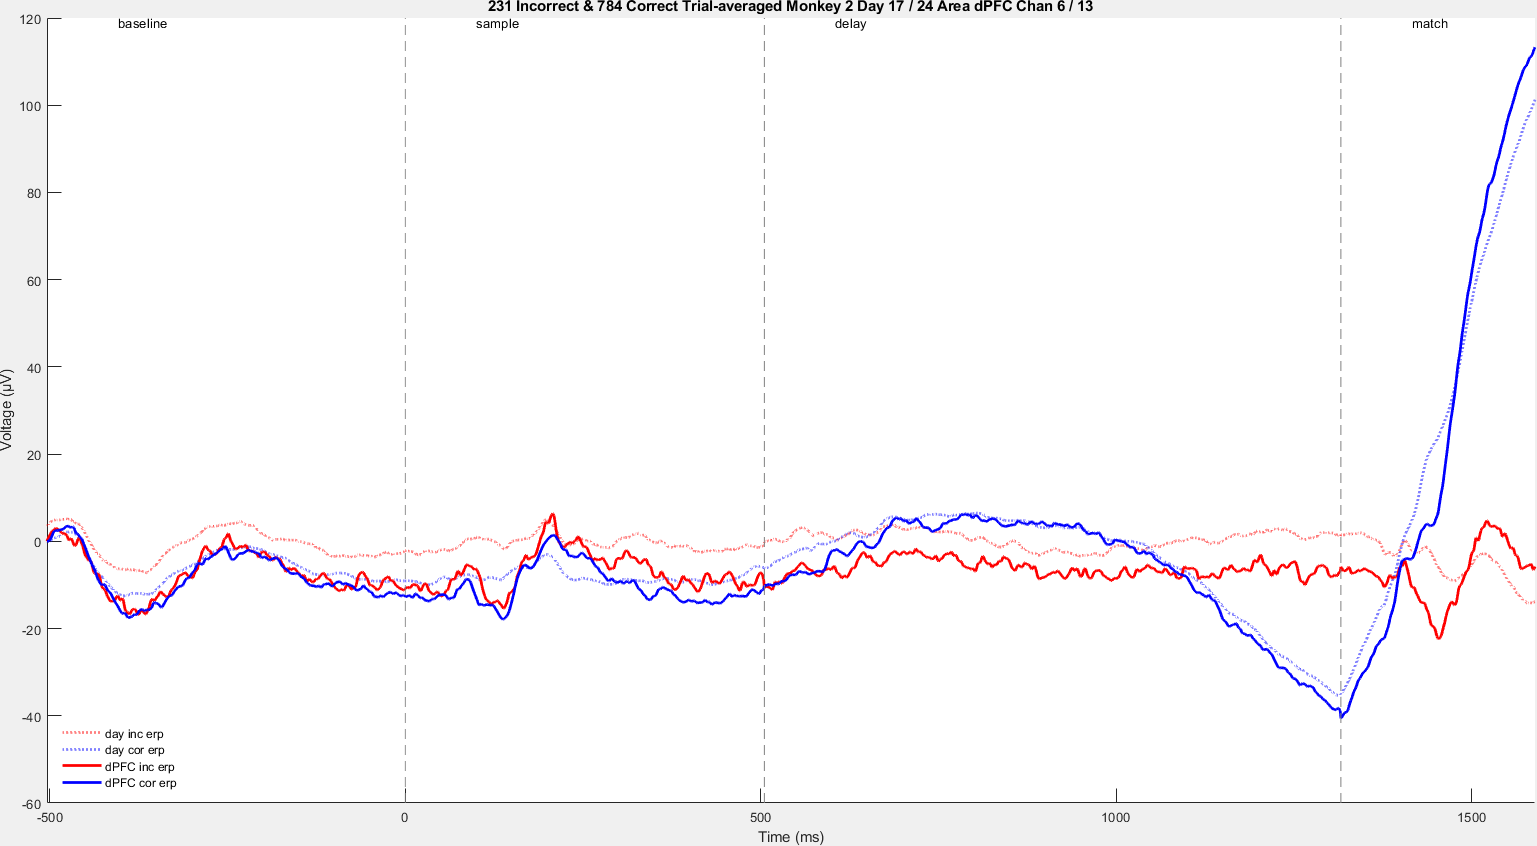 231 Incorrect & 784 Correct Trial-averaged Monkey 2 Day 17 / 24 Area dPFC Chan 6 / 13
baseline sample delay match
120
100
80
60
40
20
0
-20
-40
-60
Voltage (µV)
day inc erp
day cor erp
dPFC inc erp
dPFC cor erp
-500 0 500 1000 1500
Time (ms)